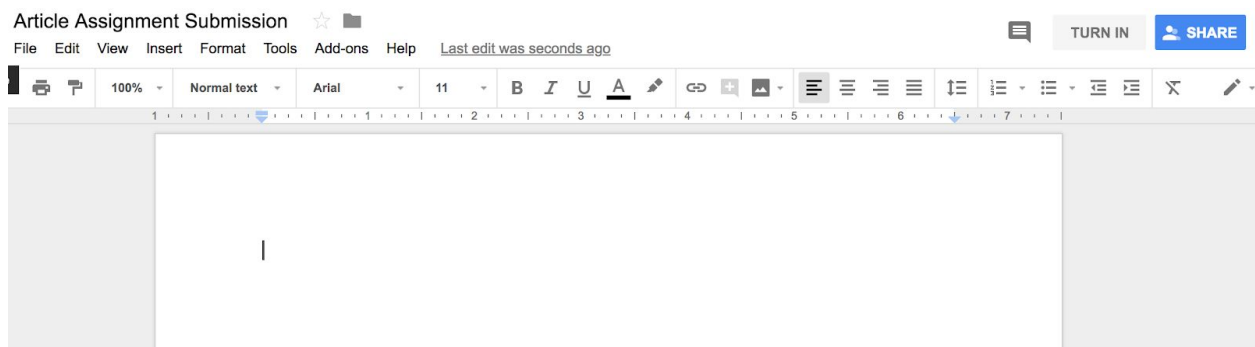 Article Assignment Submission
TURN IN
SHARE
File Edit View Insert Format Tools Add-ons Help Last edit was seconds ago
100% Normal text Arial 11 B I U A
1 1 2 3 4 5 6 7